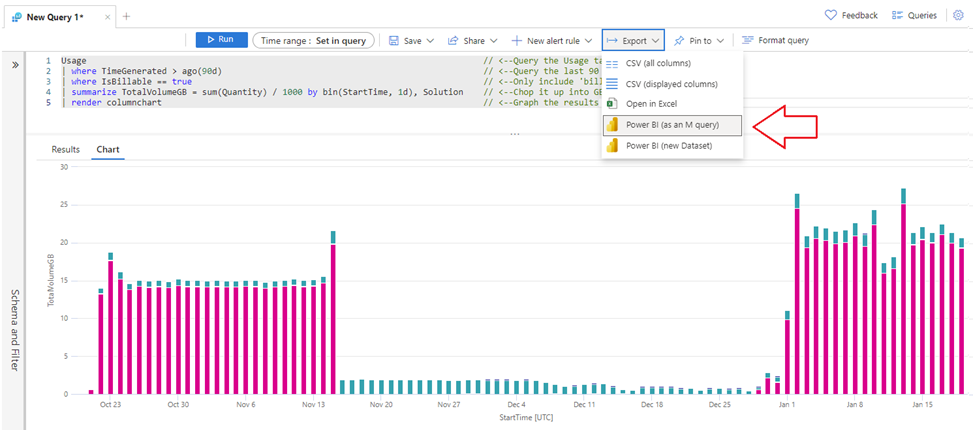 New Query 1*
×
+
Feedback
Queries
Run
Time range : Set in query
Save
Share
New alert rule
Export
Pin to
Format query
1 Usage // <--Query the Usage ta
2 | where TimeGenerated > ago(90d) // <--Query the last 90
3 | where IsBillable == true // <--Only include 'bil
4 | summarize TotalVolumeGB = sum(Quantity) / 1000 by bin(StartTime, 1d), Solution // <--Chop it up into GE
5 | render columnchart // <--Graph the results
CSV (all columns)
CSV (displayed columns)
Open in Excel
Power BI (as an M query)
Power BI (new Dataset)
...
»
Schema and Filter
Results Chart
30
25
20
15
10
5
0
TotalVolumeGB
Oct 23 Oct 30 Nov 6 Nov 13 Nov 20 Nov 27 Dec 4 Dec 11 Dec 18 Dec 25 Jan 1 Jan 8 Jan 15
StartTime [UTC]